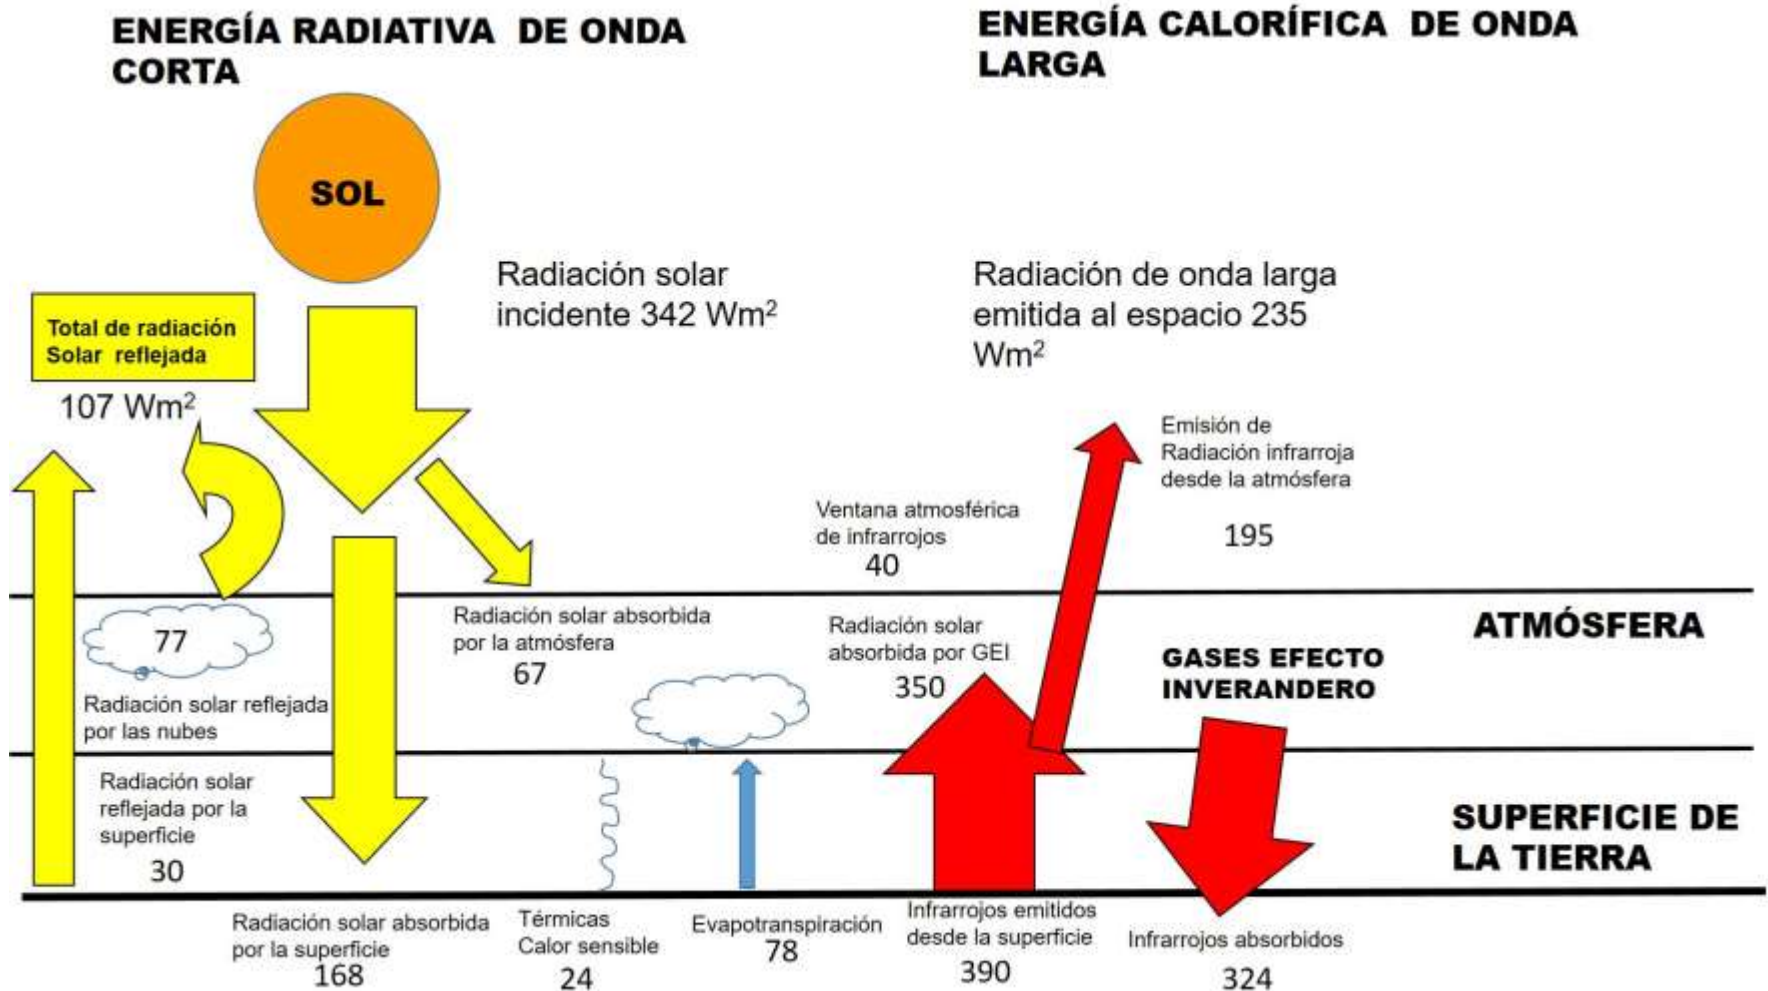 ENERGÍA RADIATIVA DE ONDA
CORTA
ENERGÍA CALORÍFICA DE ONDA
LARGA
SOL
Radiación solar
incidente 342 Wm²
Radiación de onda larga
emitida al espacio 235
Wm²
Total de radiación
Solar reflejada
107 Wm²
Emisión de
Radiación infrarroja
desde la atmósfera
195
Ventana atmosférica
de infrarrojos
40
77
Radiación solar reflejada
por las nubes
Radiación solar absorbida
por la atmósfera
67
Radiación solar
absorbida por GEI
350
GASES EFECTO
INVERANDERO
ATMÓSFERA
Radiación solar
reflejada por la
superficie
30
SUPERFICIE DE
LA TIERRA
Radiación solar absorbida
por la superficie
168
Térmicas
Calor sensible
24
Evapotranspiración
78
Infrarrojos emitidos
desde la superficie
390
Infrarrojos absorbidos
324